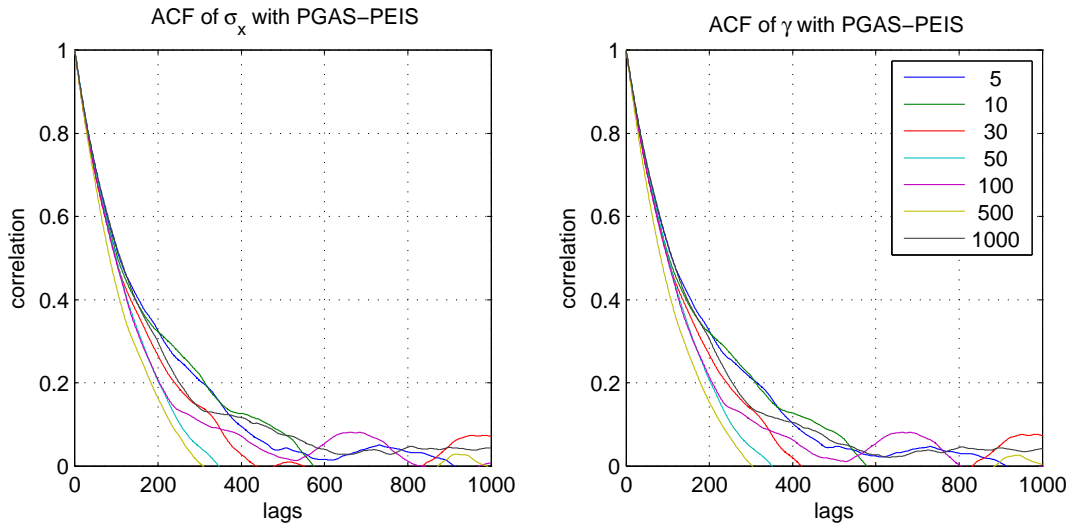 ACF of σx with PGAS−PEIS
1
0.8
0.6
0.4
0.2
0
correlation
0 200 400 600 800 1000
lags
ACF of γ with PGAS−PEIS
1
0.8
0.6
0.4
0.2
0
correlation
0 200 400 600 800 1000
lags
5
10
30
50
100
500
1000